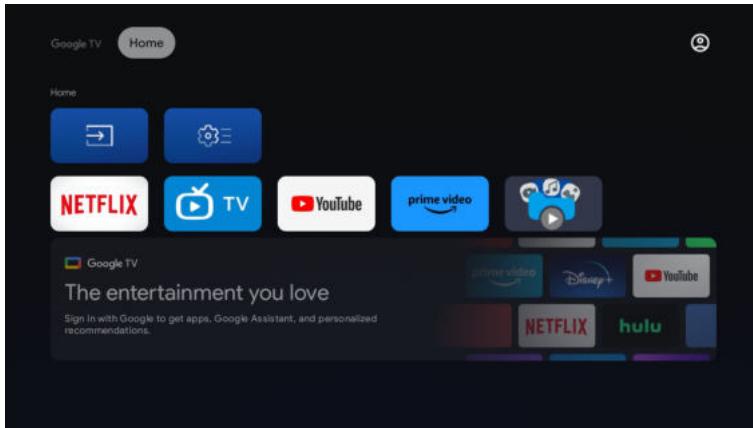 Google TV
Home
Home
NETFLIX
TV
YouTube
prime video
Google TV
The entertainment you love
Sign in with Google to get apps, Google Assistant, and personalized
recommendations.
prime video
Disney+
YouTube
NETFLIX
hulu